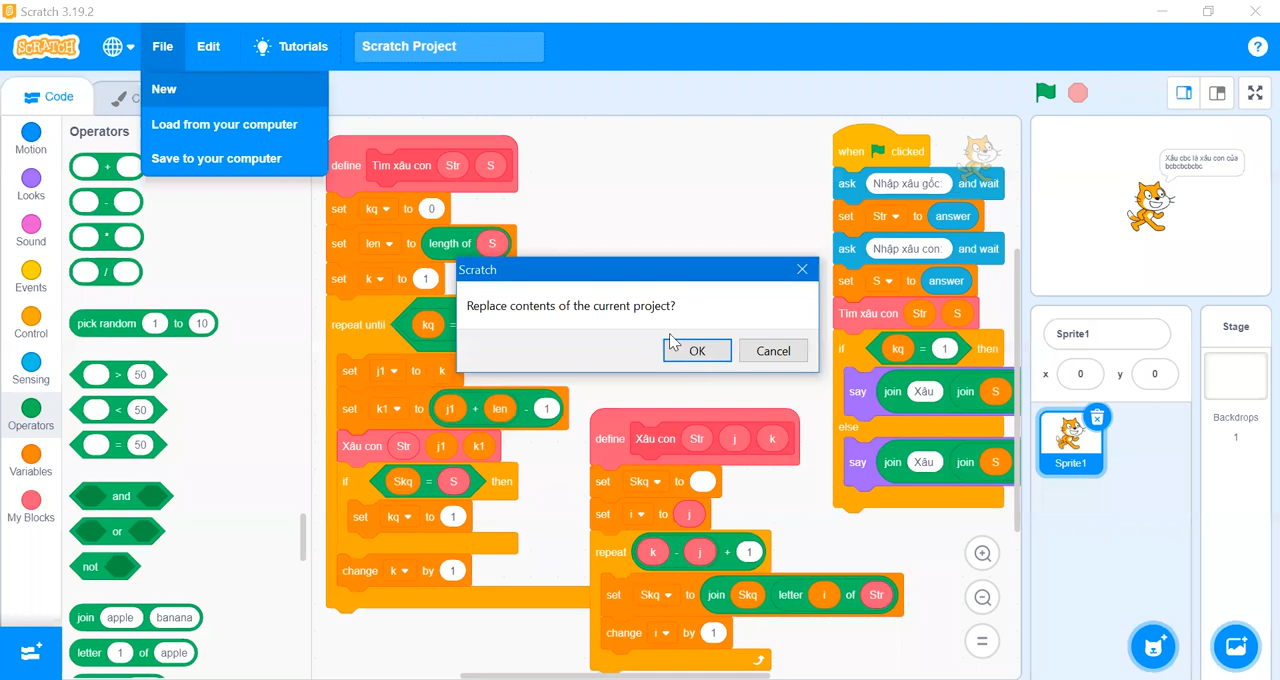 Scratch 3.19.2
SCRATCH
File
Edit
Tutorials
Scratch Project
?
New
Load from your computer
Save to your computer
Code
C
Motion
Looks
Sound
Events
Control
Sensing
Operators
Variables
My Blocks
Operators
+
-
*
/
pick random 1 to 10
> 50
< 50
= 50
and
or
not
join apple banana
letter 1 of apple
define Tìm xâu con Str S
set kq to 0
set len to length of S
set k to 1
repeat until kq =
set j1 to k
set k1 to j1 + len - 1
Xâu con Str j1 k1
if Skq = S then
set kq to 1
change k by 1
Scratch
Replace contents of the current project?
OK
Cancel
define Xâu con Str j k
set Skq to
set i to j
repeat k - j + 1
set Skq to join Skq letter i of Str
change i by 1
when clicked
ask Nhập xâu gốc: and wait
set Str to answer
ask Nhập xâu con: and wait
set S to answer
Tìm xâu con Str S
if kq = 1 then
say join Xâu join S
else
say join Xâu join S
Xâu cbc là xâu con của
bcbcbcbcbc
Sprite1
x 0 y 0
Sprite1
Stage
Backdrops
1